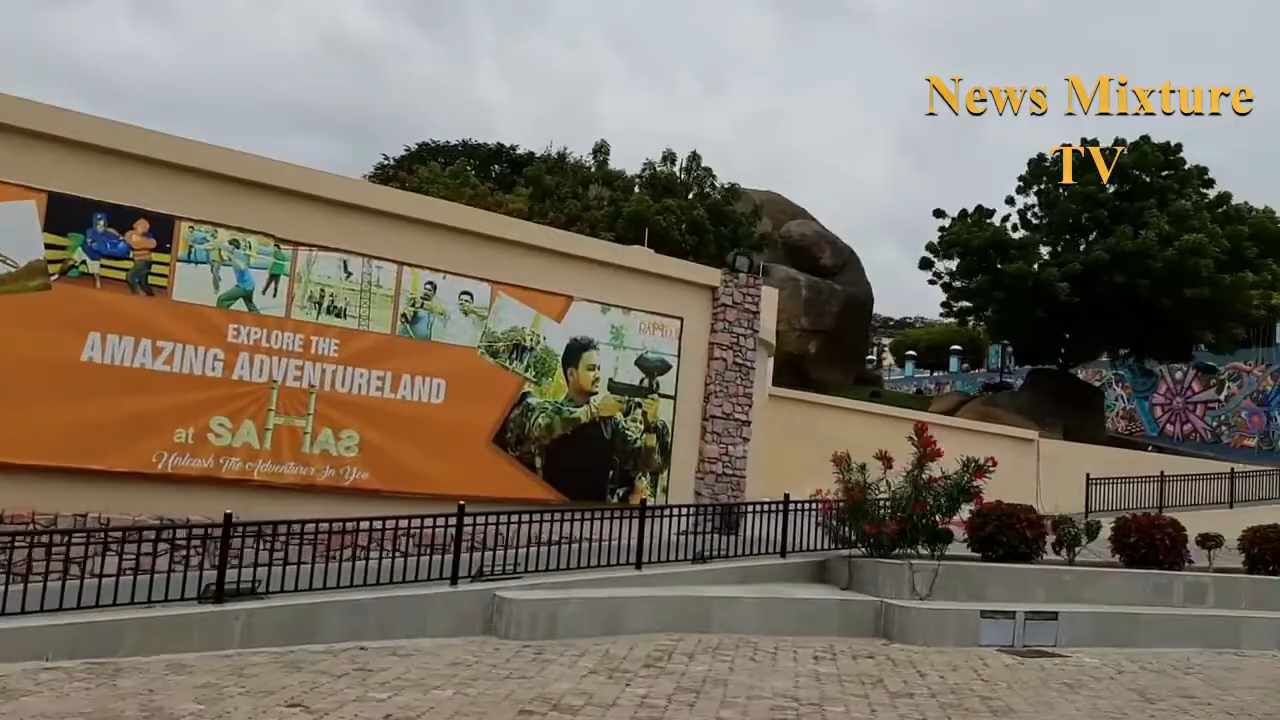 News Mixture
TV
EXPLORE THE
AMAZING ADVENTURELAND
at SAHAS
Unleash The Adventurer In You